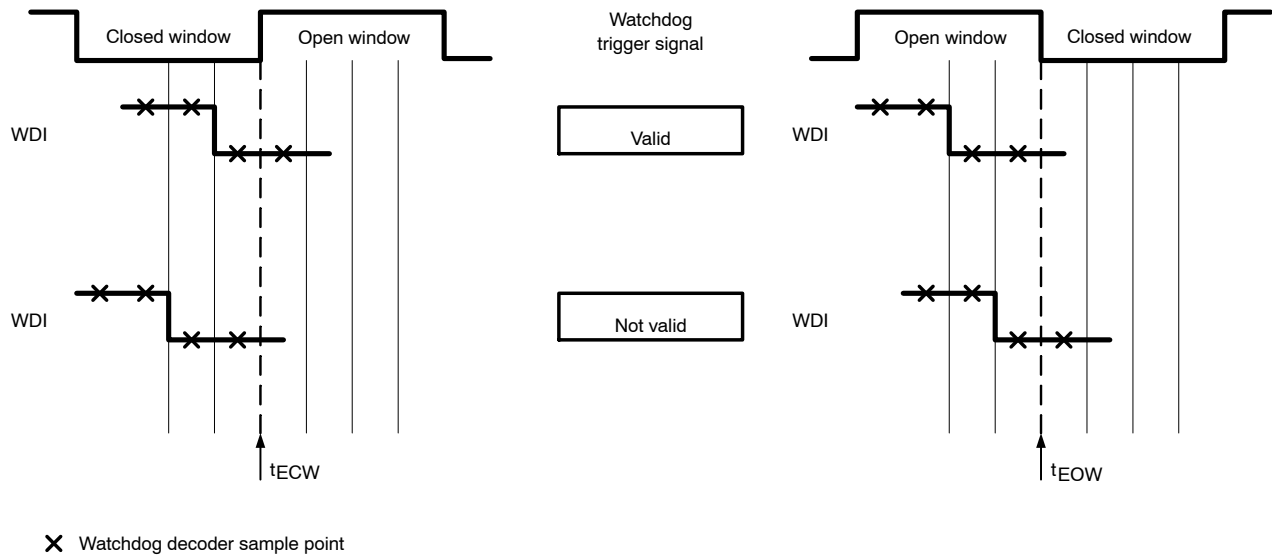 Closed window
Open window
Watchdog
trigger signal
Open window
Closed window
WDI
Valid
WDI
WDI
Not valid
WDI
tECW
tEOW
Watchdog decoder sample point